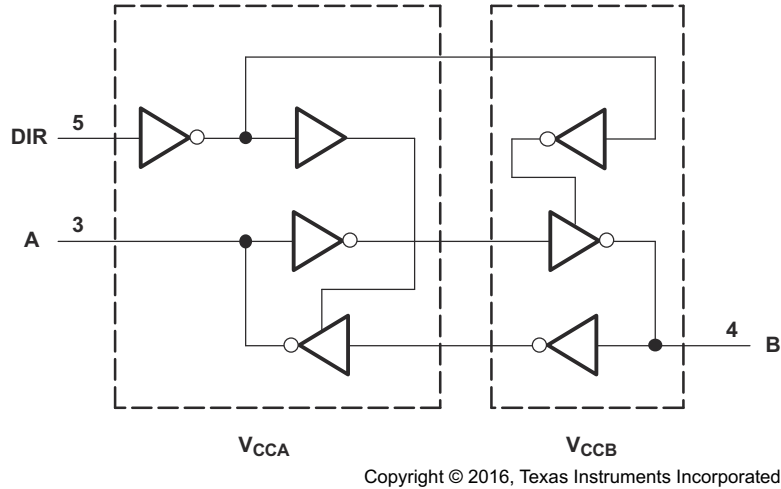 DIR 5
A 3
4 B
VCCA VCCB
Copyright © 2016, Texas Instruments Incorporated